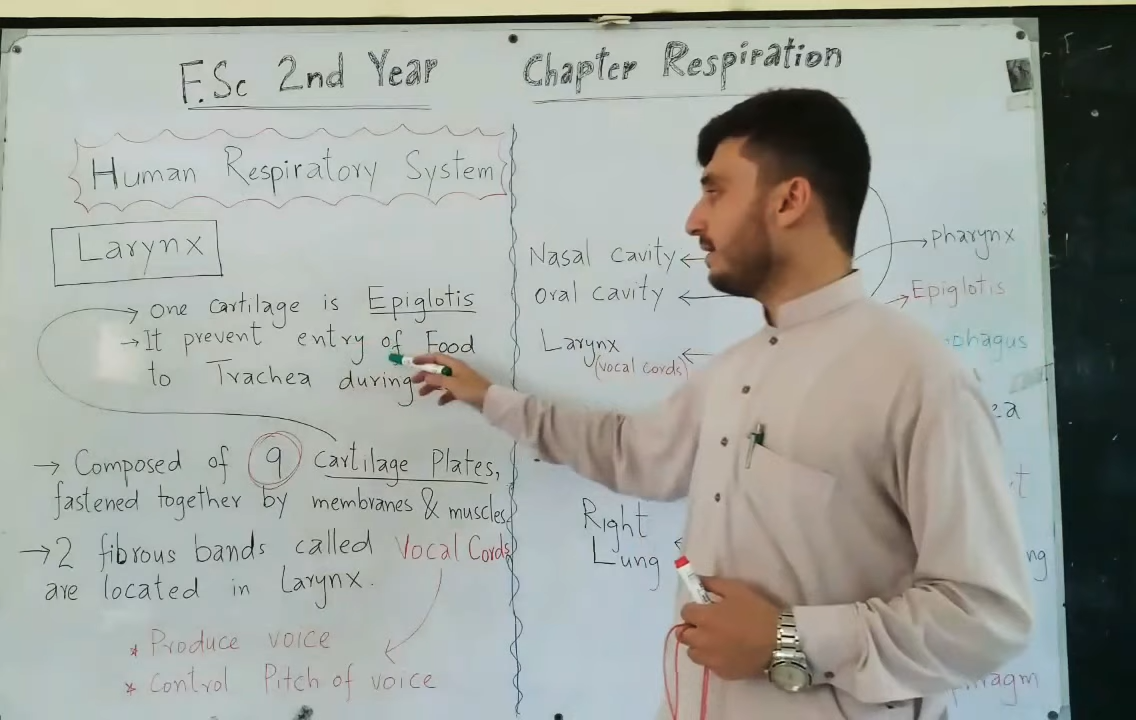 F.Sc 2nd Year
Chapter Respiration
Human Respiratory System
Larynx
→ One Cartilage is Epiglotis
→ It prevent entry of Food
to Trachea during
→ Composed of 9 Cartilage Plates,
fastened together by membranes & muscles.
→ 2 fibrous bands called Vocal Cords
are located in Larynx.
* Produce voice
* Control Pitch of voice
Nasal cavity
Oral cavity
Larynx
(vocal cords)
Right
Lung
Pharynx
Epiglotis